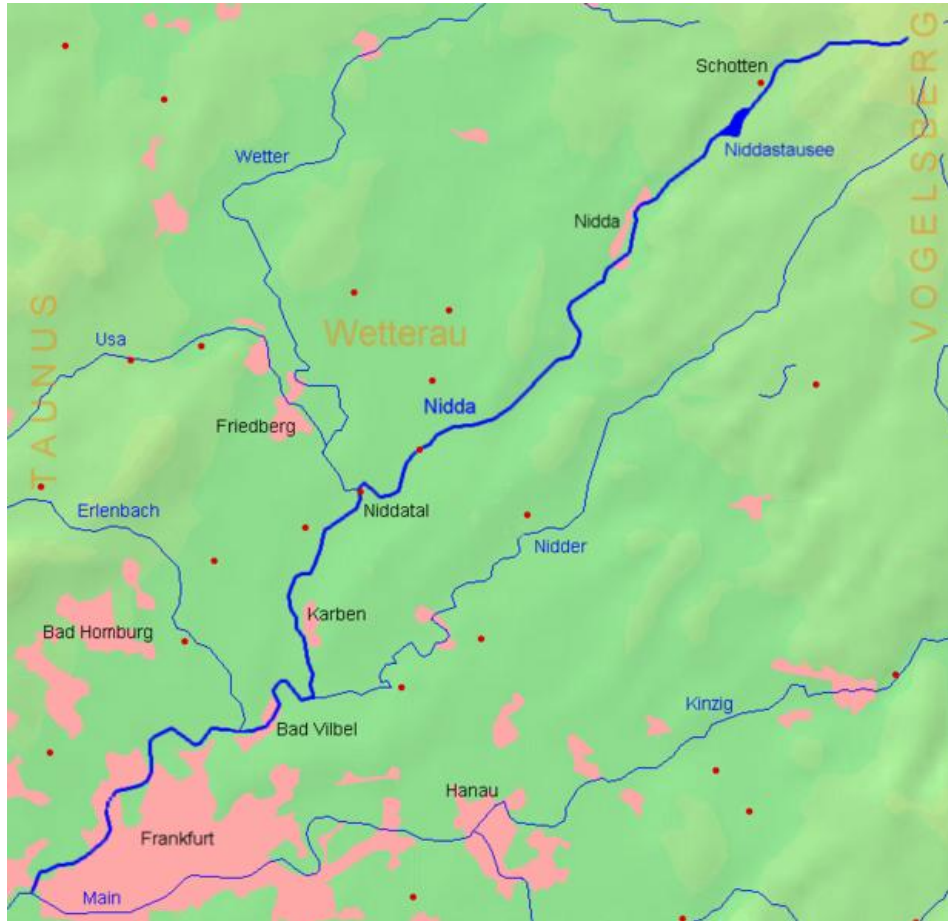 Schotten
VOGELSBERG
Wetter
Niddastausee
Nidda
TAUNUS
Usa
Wetterau
Nidda
Friedberg
Erlenbach
Niddatal
Nidder
Karben
Bad Homburg
Kinzig
Bad Vilbel
Hanau
Frankfurt
Main